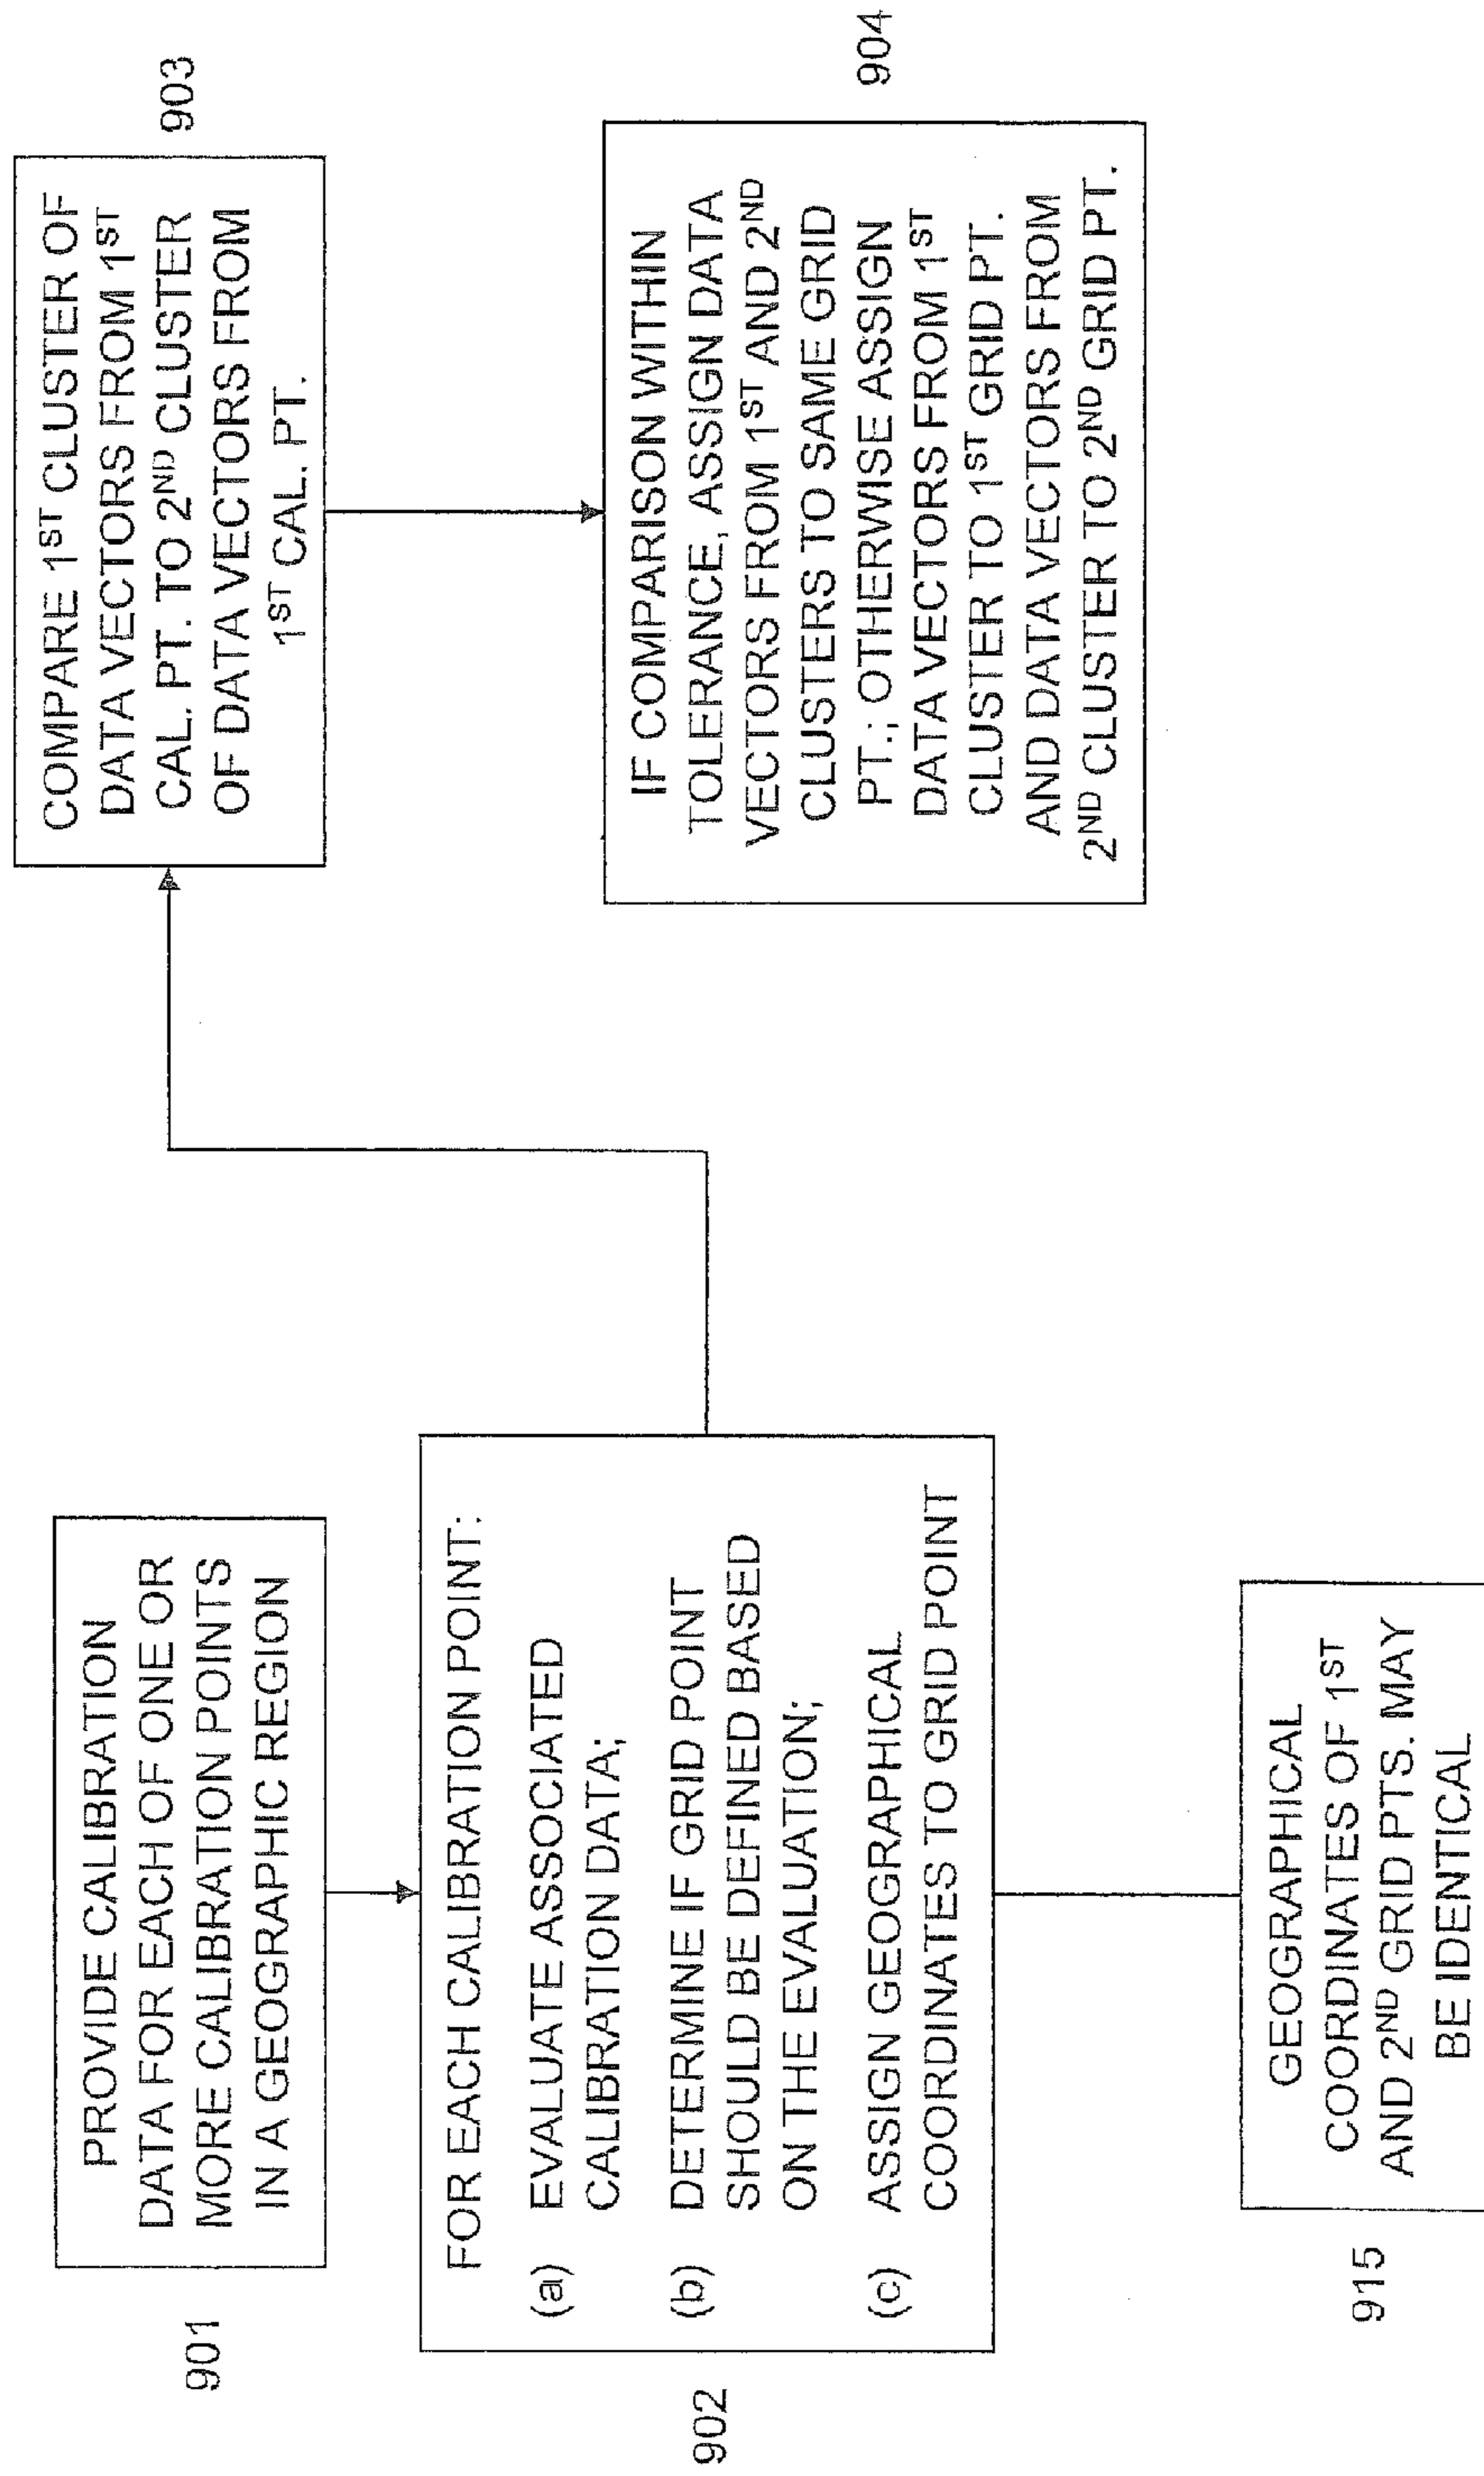 901
PROVIDE CALIBRATION
DATA FOR EACH OF ONE OR
MORE CALIBRATION POINTS
IN A GEOGRAPHIC REGION
902
FOR EACH CALIBRATION POINT:
(a) EVALUATE ASSOCIATED
CALIBRATION DATA;
(b) DETERMINE IF GRID POINT
SHOULD BE DEFINED BASED
ON THE EVALUATION;
(c) ASSIGN GEOGRAPHICAL
COORDINATES TO GRID POINT
915
GEOGRAPHICAL
COORDINATES OF 1ST
AND 2ND GRID PTS. MAY
BE IDENTICAL
COMPARE 1ST CLUSTER OF
DATA VECTORS FROM 1ST
CAL. PT. TO 2ND CLUSTER
OF DATA VECTORS FROM
1ST CAL. PT.
903
IF COMPARISON WITHIN
TOLERANCE, ASSIGN DATA
VECTORS FROM 1ST AND 2ND
CLUSTERS TO SAME GRID
PT.; OTHERWISE ASSIGN
DATA VECTORS FROM 1ST
CLUSTER TO 1ST GRID PT.
AND DATA VECTORS FROM
2ND CLUSTER TO 2ND GRID PT.
904